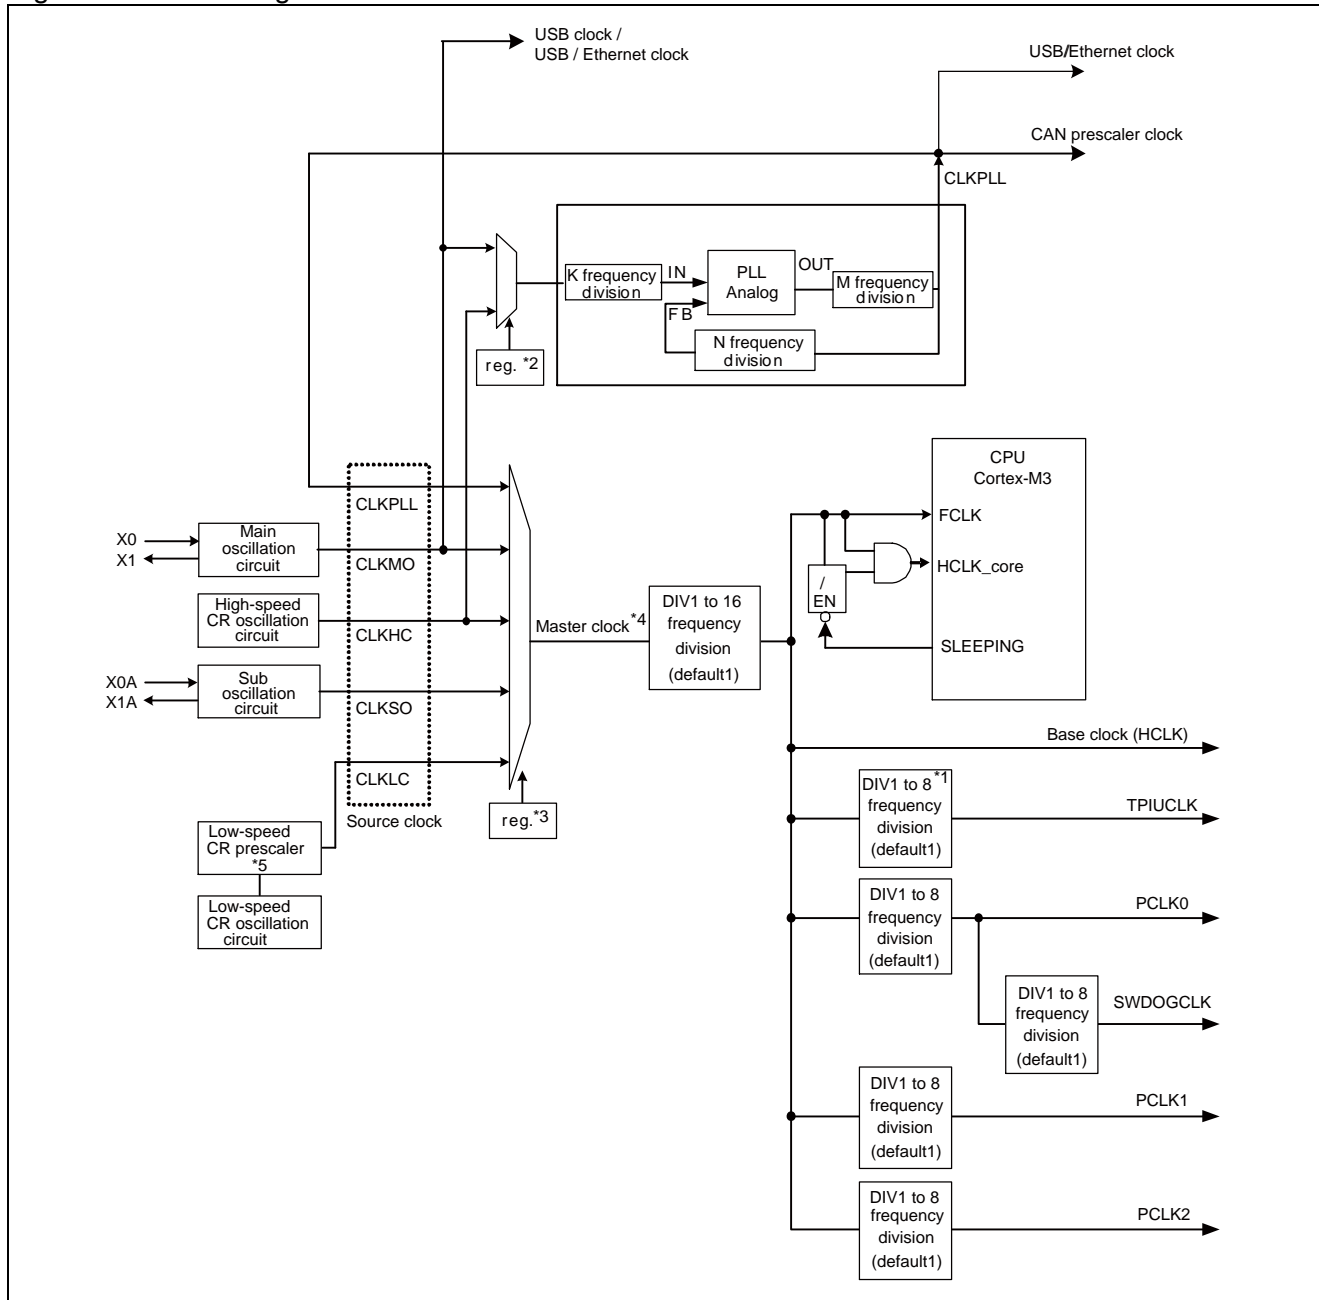 USB clock /
USB / Ethernet clock
USB/Ethernet clock
CAN prescaler clock
CLKPLL
K frequency
division
IN
PLL
Analog
OUT
M frequency
division
FB
N frequency
division
reg. *2
CPU
Cortex-M3
FCLK
HCLK_core
/
EN
SLEEPING
X0
X1
Main
oscillation
circuit
High-speed
CR oscillation
circuit
X0A
X1A
Sub
oscillation
circuit
CLKPLL
CLKMO
CLKHC
CLKSO
CLKLC
Source clock
Low-speed
CR prescaler
*5
Low-speed
CR oscillation
circuit
reg.*3
Master clock*4
DIV1 to 16
frequency
division
(default1)
Base clock (HCLK)
DIV1 to 8*1
frequency
division
(default1)
TPIUCLK
DIV1 to 8
frequency
division
(default1)
PCLK0
DIV1 to 8
frequency
division
(default1)
SWDOGCLK
DIV1 to 8
frequency
division
(default1)
PCLK1
DIV1 to 8
frequency
division
(default1)
PCLK2